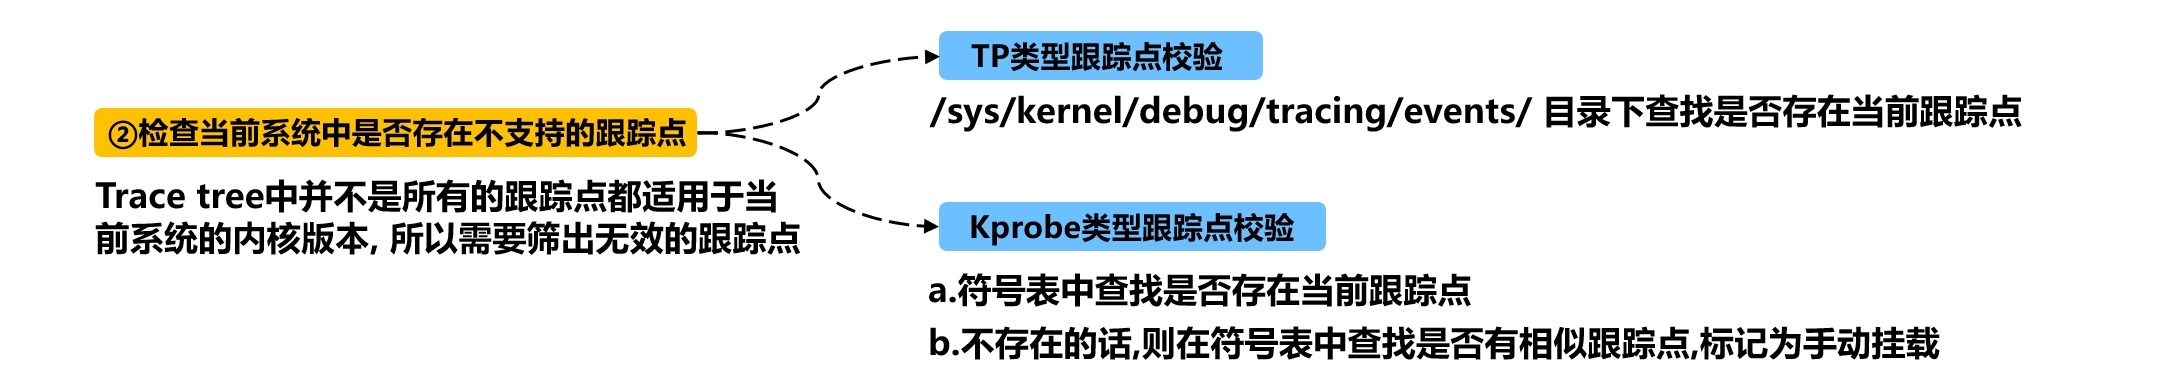 ②检查当前系统中是否存在不支持的跟踪点
Trace tree中并不是所有的跟踪点都适用于当
前系统的内核版本, 所以需要筛出无效的跟踪点
TP类型跟踪点校验
/sys/kernel/debug/tracing/events/ 目录下查找是否存在当前跟踪点
Kprobe类型跟踪点校验
a.符号表中查找是否存在当前跟踪点
b.不存在的话,则在符号表中查找是否有相似跟踪点,标记为手动挂载